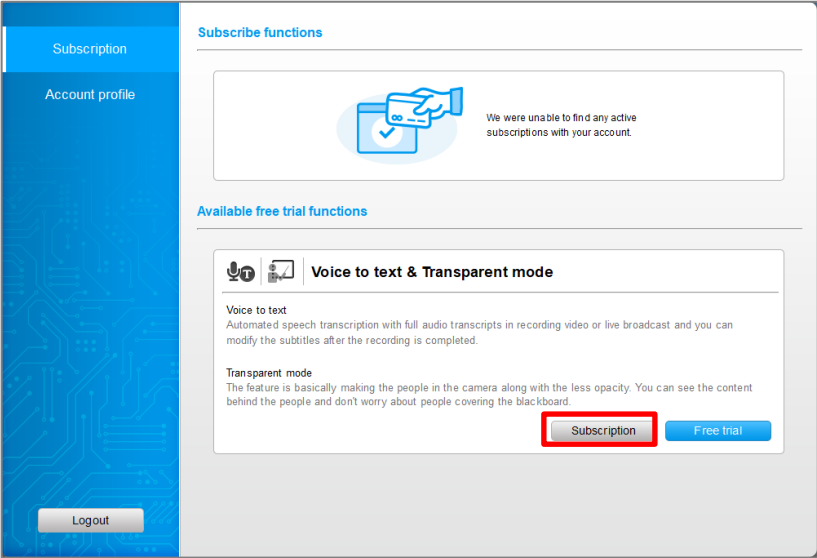 Subscription
Account profile
Logout
Subscribe functions
We were unable to find any active
subscriptions with your account.
Available free trial functions
Voice to text & Transparent mode
Voice to text
Automated speech transcription with full audio transcripts in recording video or live broadcast and you can
modify the subtitles after the recording is completed.
Transparent mode
The feature is basically making the people in the camera along with the less opacity. You can see the content
behind the people and don't worry about people covering the blackboard.
Subscription
Free trial